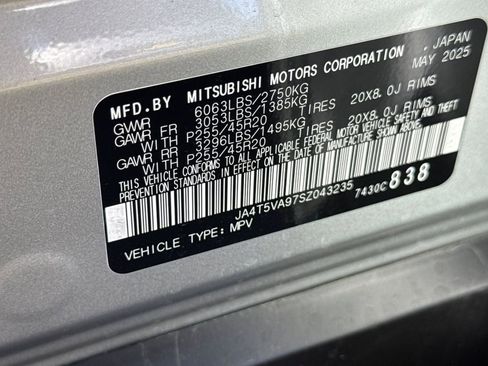 MFD.BY MITSUBISHI MOTORS CORPORATION . JAPAN
MAY 2025
GVWR 6063LBS/2750KG
GAWR FR 3053LBS/1385KG
WITH P255/45R20 TIRES 20X8.0J RIMS
GAWR RR 3296LBS/1495KG
WITH P255/45R20 TIRES 20X8.0J RIMS
THIS VEHICLE CONFORMS TO ALL APPLICABLE
FEDERAL MOTOR VEHICLE SAFETY AND THEFT
PREVENTION STANDARDS IN EFFECT ON THE DATE
OF MANUFACTURE SHOWN ABOVE.
JA4T5VA97SZ043235 7430C 838
VEHICLE TYPE: MPV